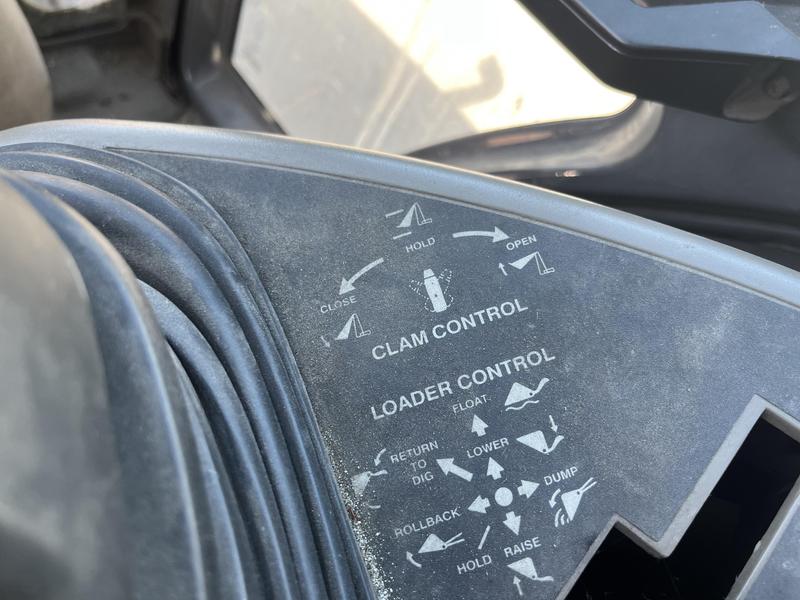 HOLD
OPEN
CLOSE
CLAM CONTROL
LOADER CONTROL
FLOAT
LOWER
RETURN
TO
DIG
DUMP
ROLLBACK
HOLD
RAISE